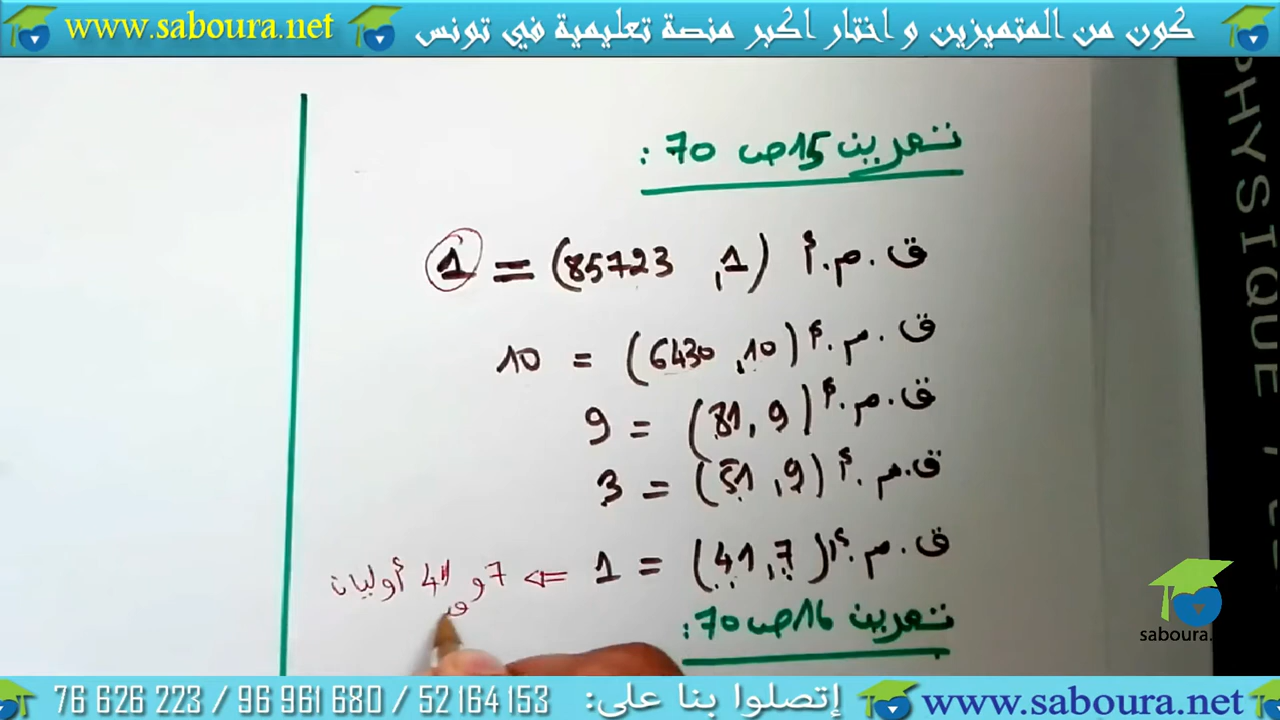 www.saboura.net كون من المتميزين و اختار اكبر منصة تعليمية في تونس
PHYSIQUE
تمرين 15 ص 70 :
ق.م.أ (1, 85723) = 1
ق.م.أ (10, 6430) = 10
ق.م.أ (9, 81) = 9
ق.م.أ (9, 51) = 3
ق.م.أ (7, 41) = 1 ⇐ 7 و 41 أوليان
تمرين 16 ص 70 :
saboura.
www.saboura.net إتصلوا بنا على: 52 164 153 / 96 961 680 / 76 626 223